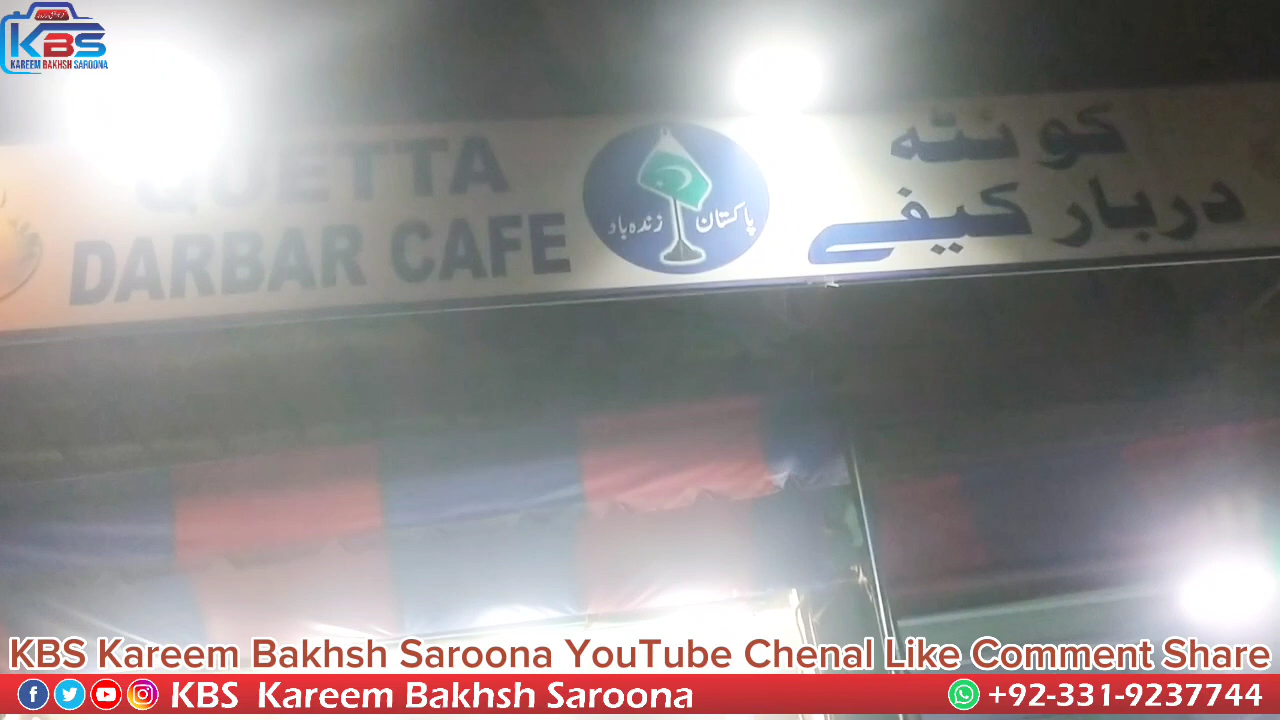 KBS
KAREEM BAKHSH SAROONA
QUETTA
DARBAR CAFE
پاکستان زندہ باد
کوئٹہ
دربار کیفے
KBS Kareem Bakhsh Saroona YouTube Chenal Like Comment Share
KBS Kareem Bakhsh Saroona
+92-331-9237744